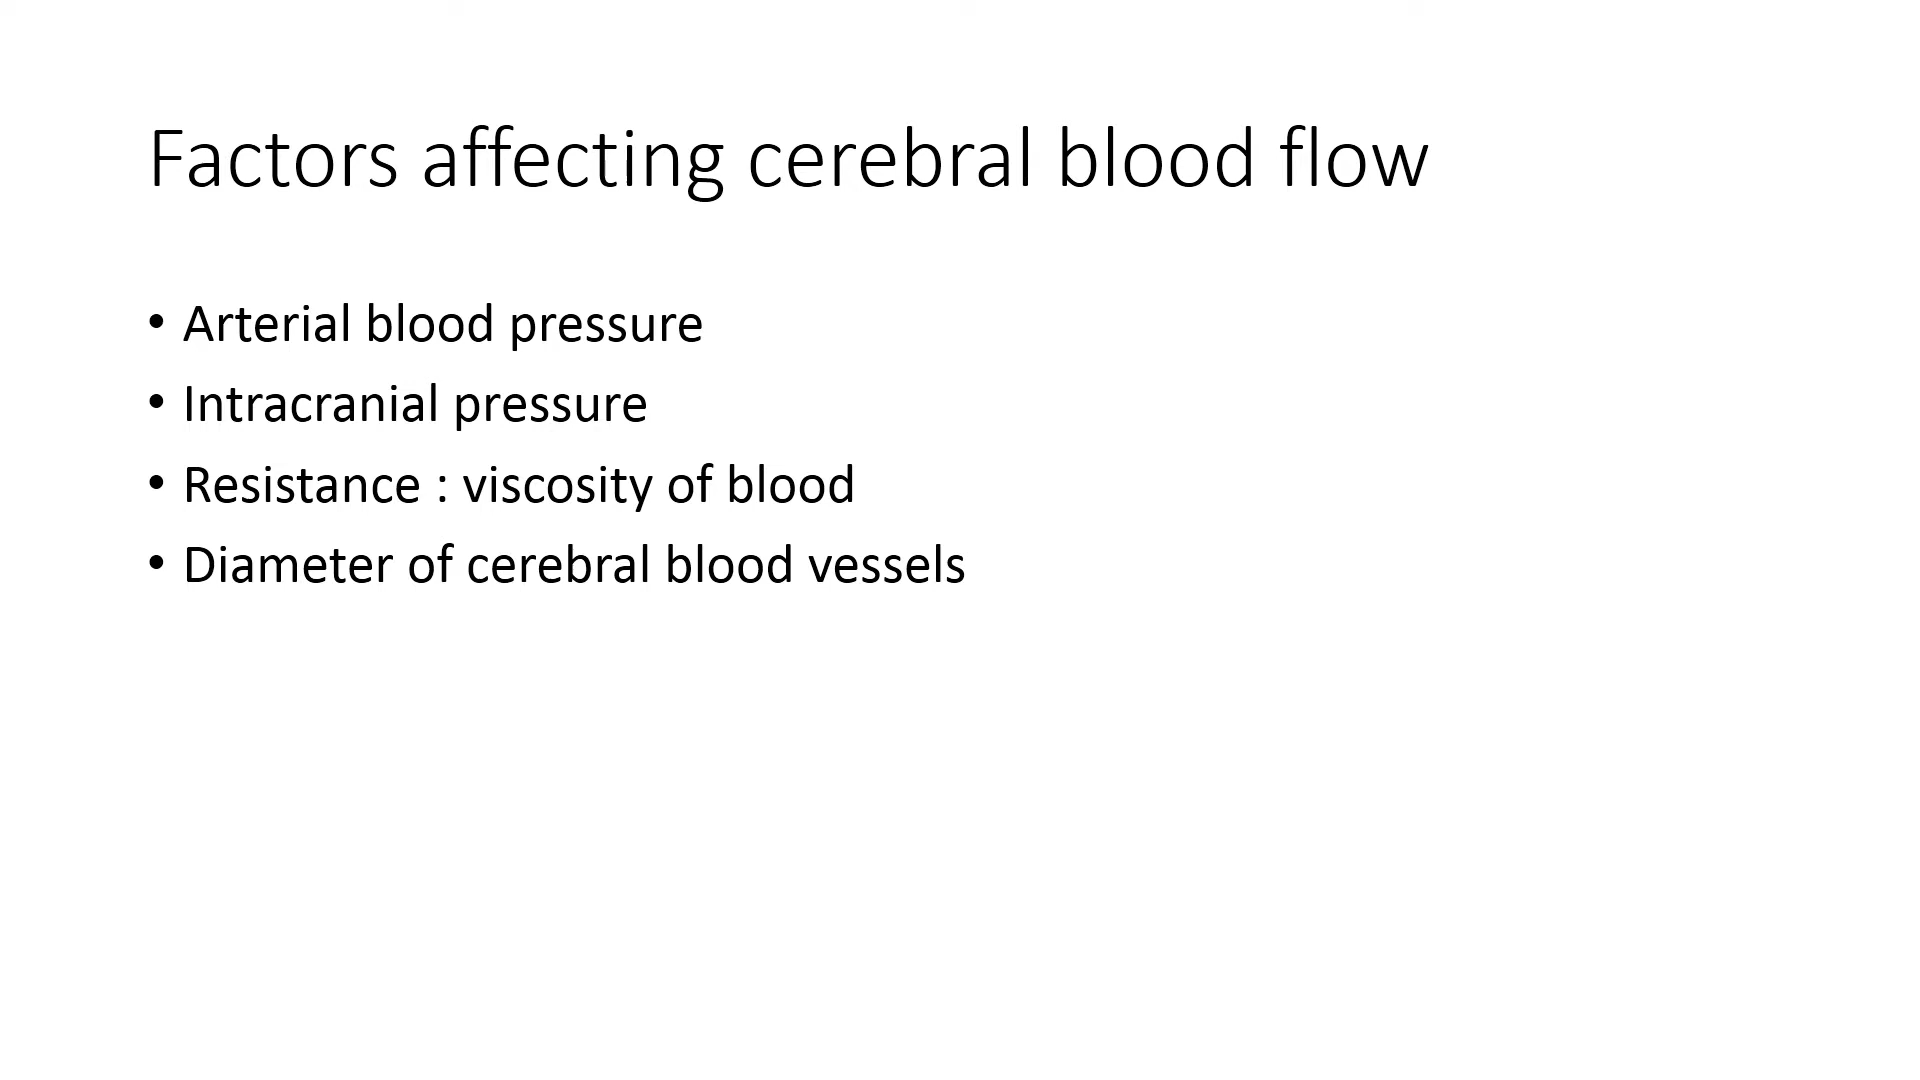 Factors affecting cerebral blood flow
• Arterial blood pressure
• Intracranial pressure
• Resistance : viscosity of blood
• Diameter of cerebral blood vessels